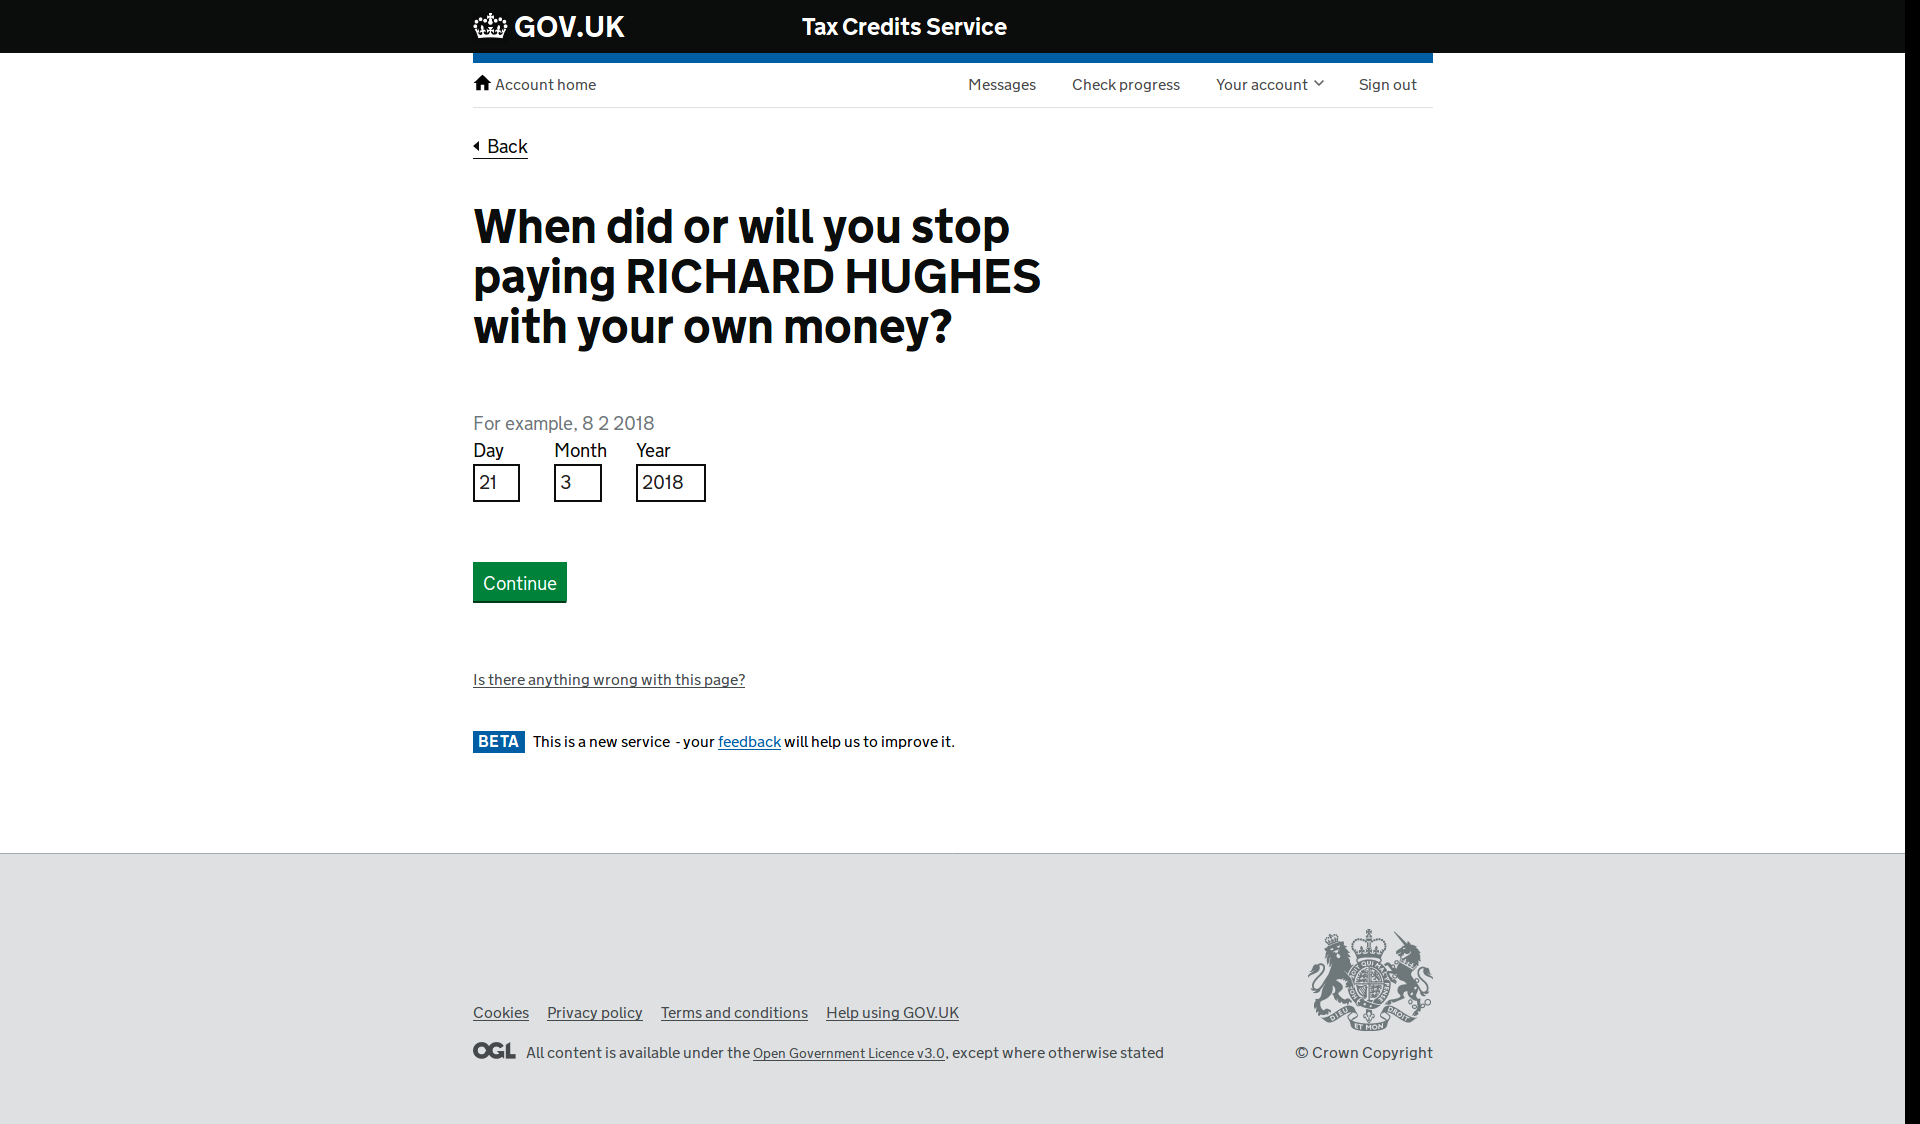 GOV.UK
Tax Credits Service
Account home
Messages
Check progress
Your account
Sign out
Back
When did or will you stop
paying RICHARD HUGHES
with your own money?
For example, 8 2 2018
Day
Month
Year
21
3
2018
Continue
Is there anything wrong with this page?
BETA
This is a new service - your feedback will help us to improve it.
Cookies
Privacy policy
Terms and conditions
Help using GOV.UK
OGL
All content is available under the Open Government Licence v3.0, except where otherwise stated
DIEU ET MON DROIT
© Crown Copyright